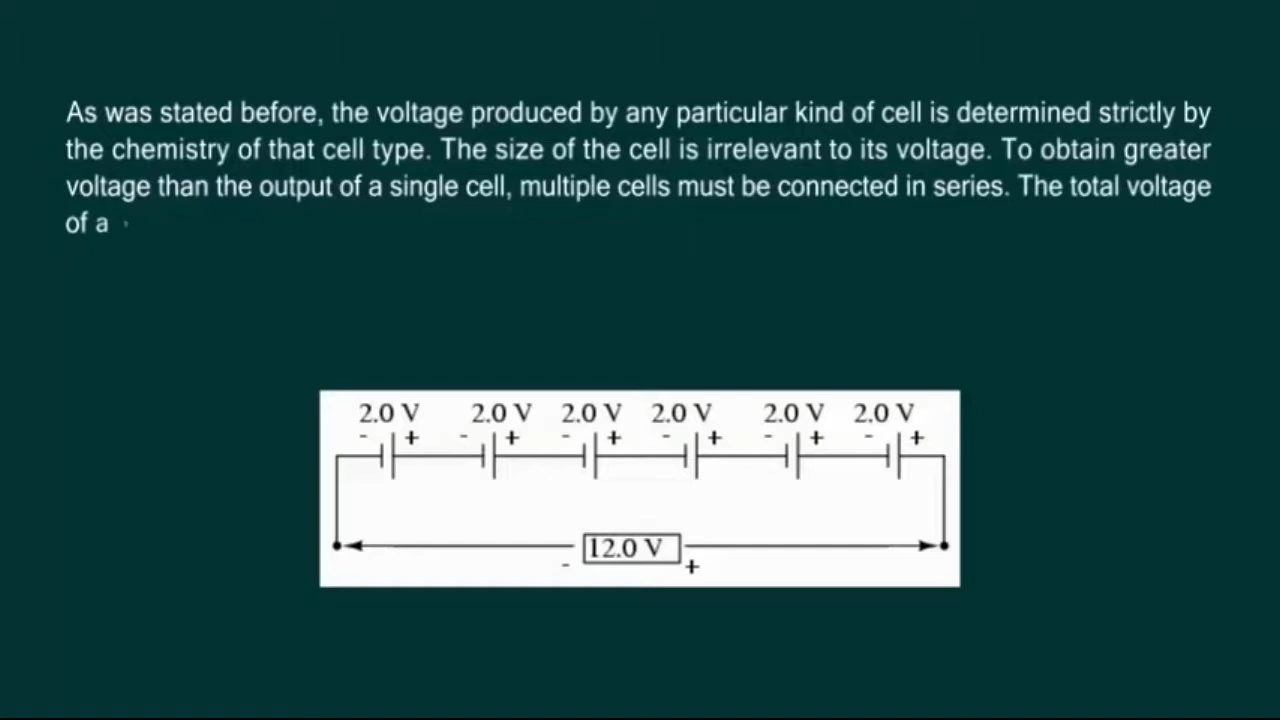 As was stated before, the voltage produced by any particular kind of cell is determined strictly by
the chemistry of that cell type. The size of the cell is irrelevant to its voltage. To obtain greater
voltage than the output of a single cell, multiple cells must be connected in series. The total voltage
of a
2.0 V 2.0 V 2.0 V 2.0 V 2.0 V 2.0 V
- + - + - + - + - + - +
12.0 V
- +